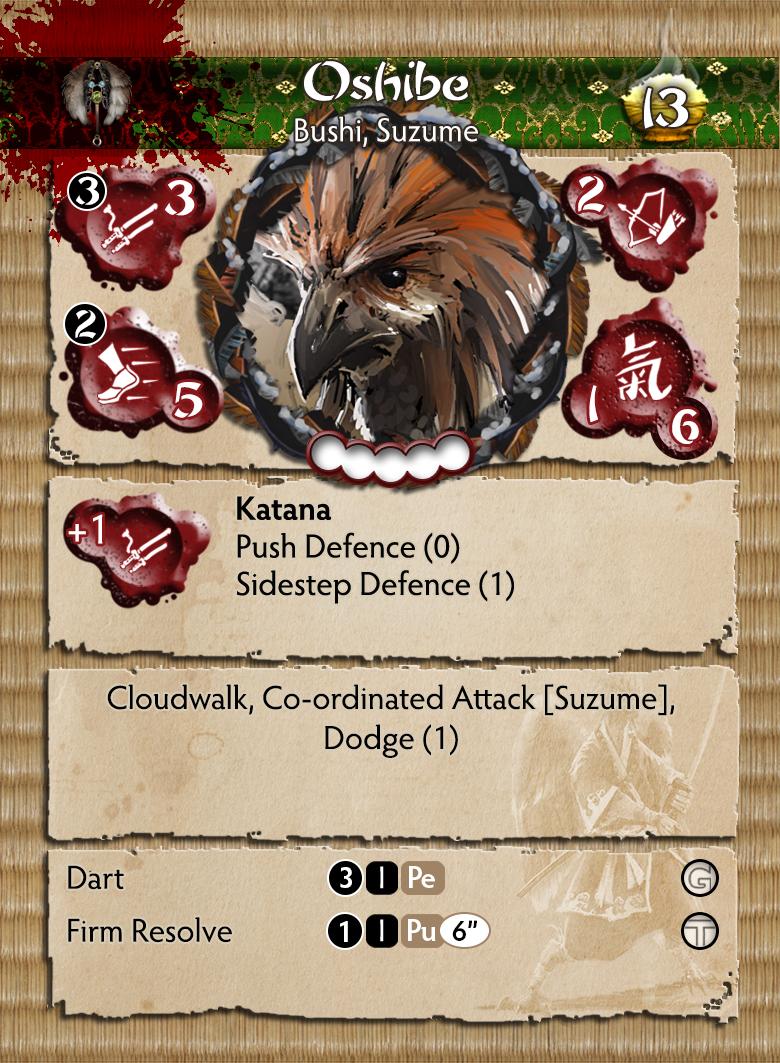 Oshibe
13
Bushi, Suzume
3 3
2
2
5
氣
1 6
+1
Katana
Push Defence (0)
Sidestep Defence (1)
Cloudwalk, Co-ordinated Attack [Suzume],
Dodge (1)
Dart 3 I Pe G
Firm Resolve 1 I Pu 6" T